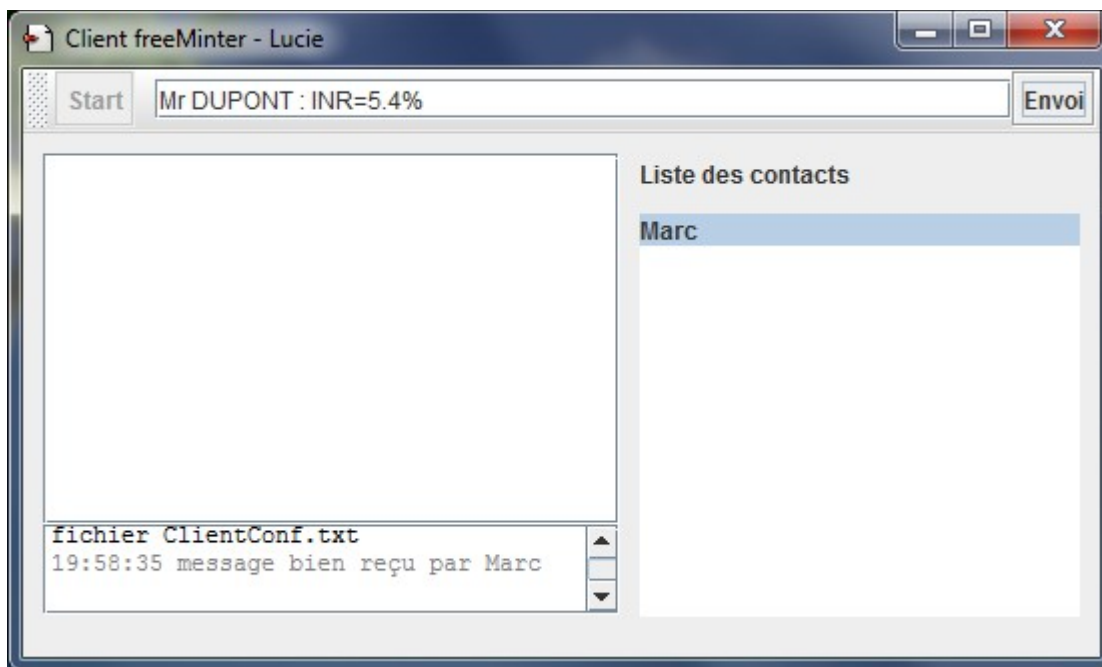 Client freeMinter - Lucie
Start
Mr DUPONT : INR=5.4%
Envoi
Liste des contacts
Marc
fichier ClientConf.txt
19:58:35 message bien reçu par Marc